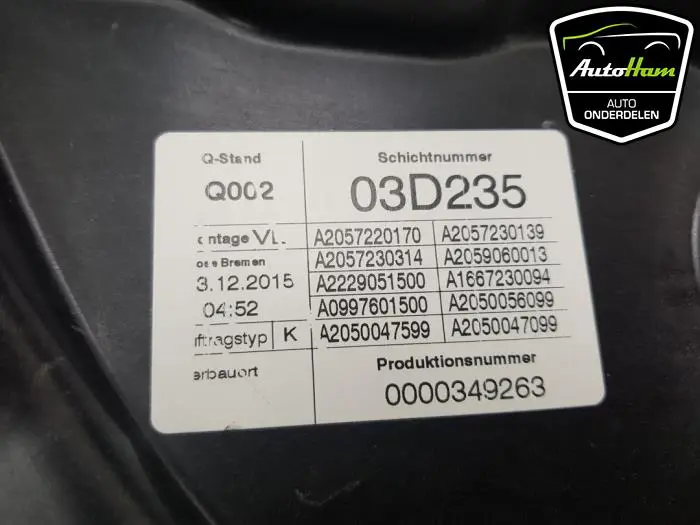 AutoHam
AUTO
ONDERDELEN
Q-Stand Schichtnummer
Q002 03D235
ntage VL. A2057220170 A2057230139
Bremen A2057230314 A2059060013
3.12.2015 A2229051500 A1667230094
04:52 A0997601500 A2050056099
ftragstyp K A2050047599 A2050047099
erbauort Produktionsnummer
0000349263